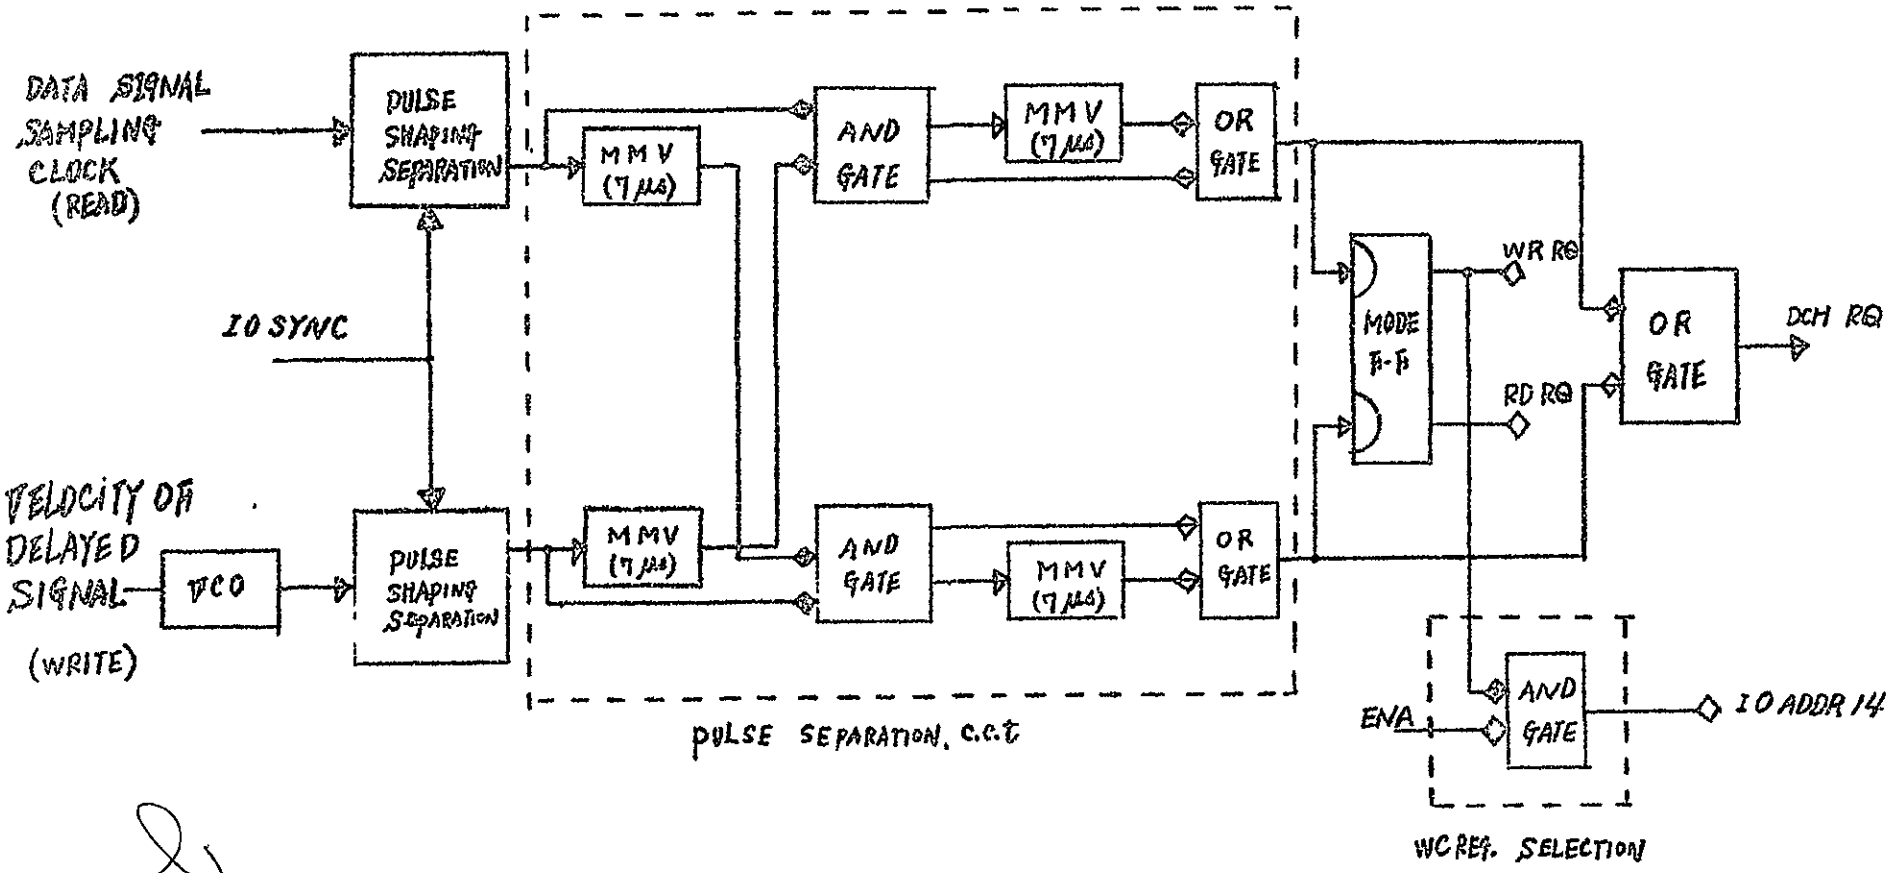 DATA SIGNAL
SAMPLING
CLOCK
(READ)
PULSE
SHAPING
SEPARATION
MMV
(7 μs)
AND
GATE
MMV
(7 μs)
OR
GATE
IO SYNC
MODE
F-F
WR RQ
RD RQ
OR
GATE
DCH RQ
VELOCITY OF
DELAYED
SIGNAL
(WRITE)
VCO
PULSE
SHAPING
SEPARATION
MMV
(7 μs)
AND
GATE
MMV
(7 μs)
OR
GATE
PULSE SEPARATION. C.C.t
ENA
AND
GATE
IO ADDR 14
WC REG. SELECTION